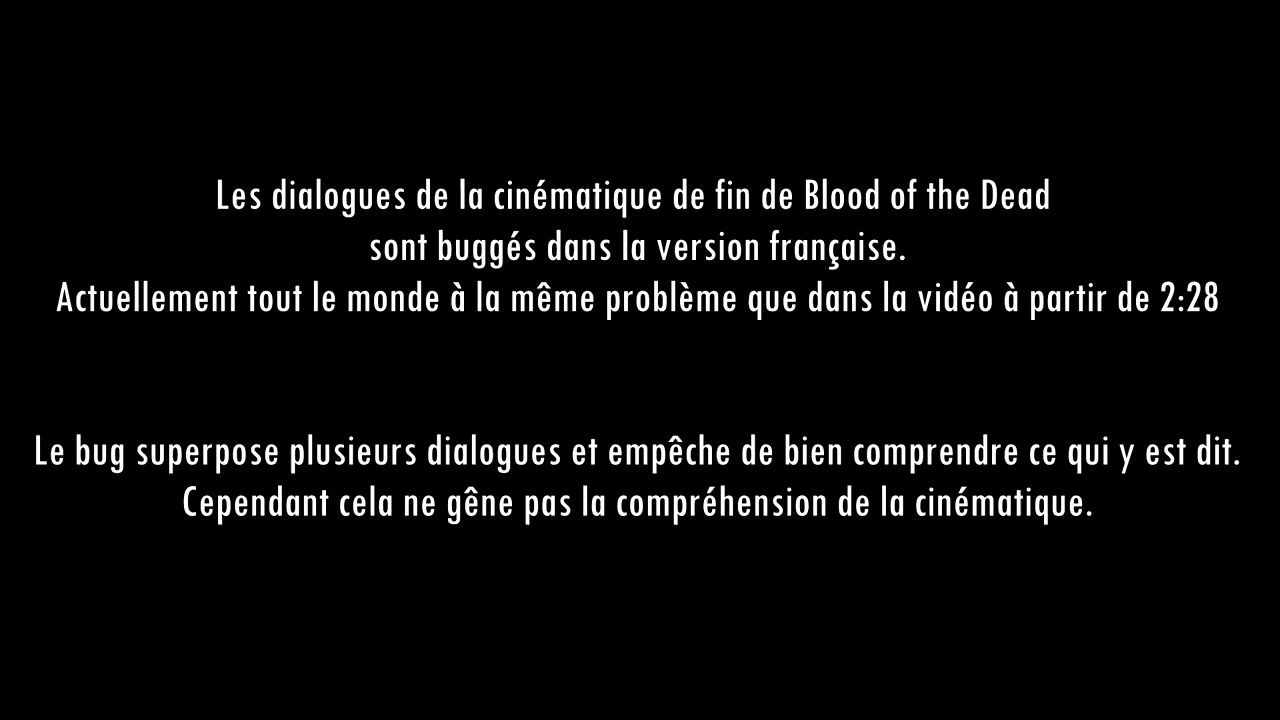 Les dialogues de la cinématique de fin de Blood of the Dead
sont buggés dans la version française.
Actuellement tout le monde à la même problème que dans la vidéo à partir de 2:28
Le bug superpose plusieurs dialogues et empêche de bien comprendre ce qui y est dit.
Cependant cela ne gêne pas la compréhension de la cinématique.